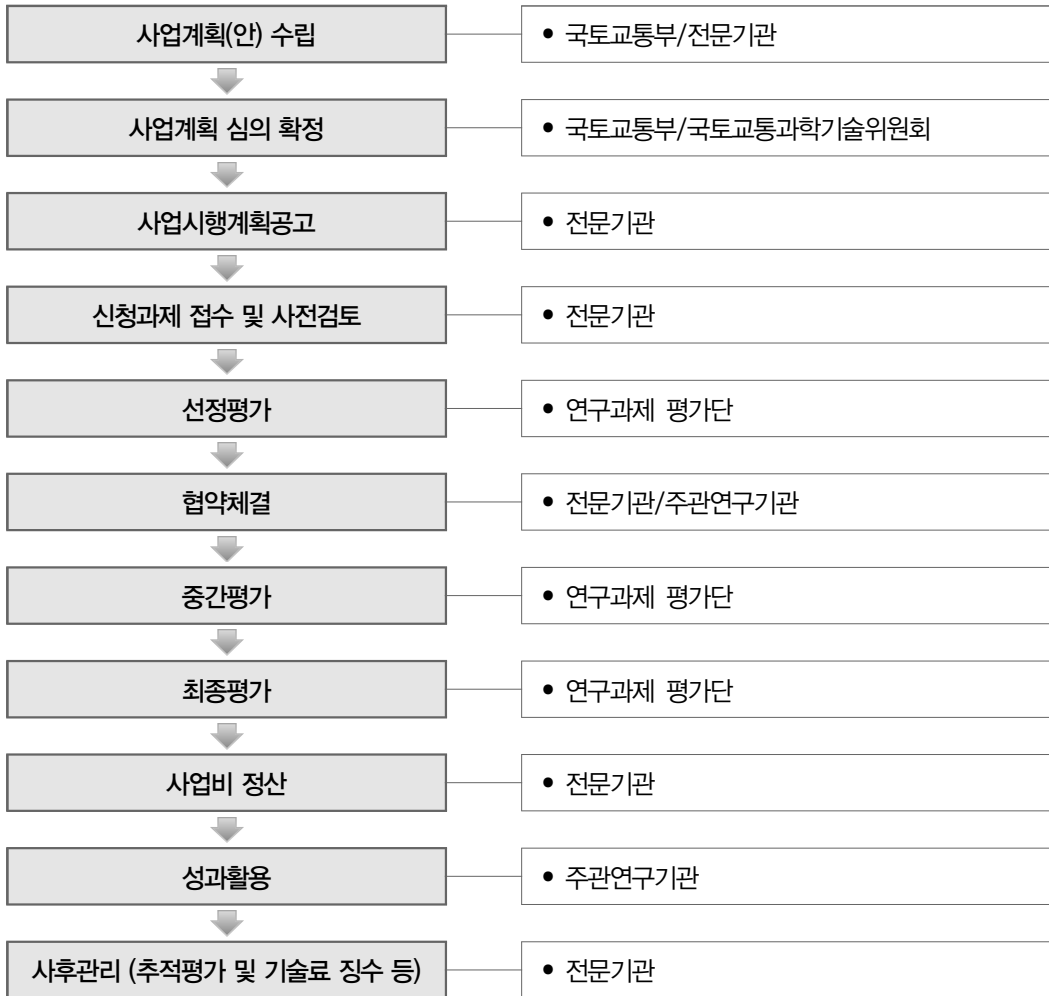 사업계획(안) 수립
• 국토교통부/전문기관
사업계획 심의 확정
• 국토교통부/국토교통과학기술위원회
사업시행계획공고
• 전문기관
신청과제 접수 및 사전검토
• 전문기관
선정평가
• 연구과제 평가단
협약체결
• 전문기관/주관연구기관
중간평가
• 연구과제 평가단
최종평가
• 연구과제 평가단
사업비 정산
• 전문기관
성과활용
• 주관연구기관
사후관리 (추적평가 및 기술료 징수 등)
• 전문기관